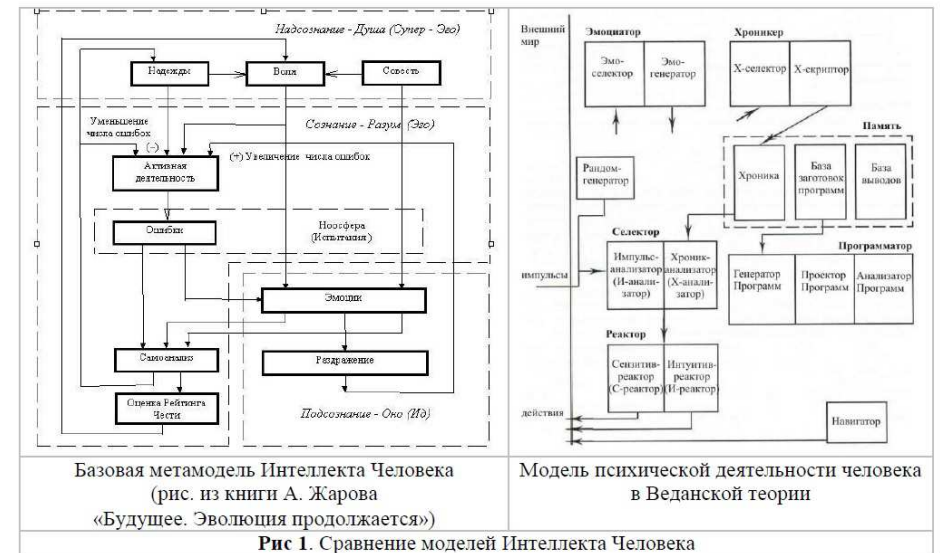 Надсознание - Душа (Супер - Эго)
Надежды
Воля
Совесть
Уменьшение
числа ошибок
(-)
Сознание - Разум (Эго)
(+) Увеличение числа ошибок
Активная
деятельность
Ошибки
Ноосфера
(Испытания)
Эмоции
Самоанализ
Раздражение
Оценка Рейтинга
Чести
Подсознание - Оно (Ид)
Внешний
мир
Эмоциатор
Эмо-
селектор
Эмо-
генератор
Хроникер
Х-селектор
Х-скриптор
Память
Хроника
База
заготовок
программ
База
выводов
Рандом-
генератор
Селектор
импульсы
Импульс-
анализатор
(И-анали-
затор)
Хроник-
анализатор
(Х-анали-
затор)
Программатор
Генератор
Программ
Проектор
Программ
Анализатор
Программ
Реактор
Сензитив-
реактор
(С-реактор)
Интуитив-
реактор
(И-реактор)
действия
Навигатор
Базовая метамодель Интеллекта Человека
(рис. из книги А. Жарова
«Будущее. Эволюция продолжается»)
Модель психической деятельности человека
в Веданской теории
Рис 1. Сравнение моделей Интеллекта Человека